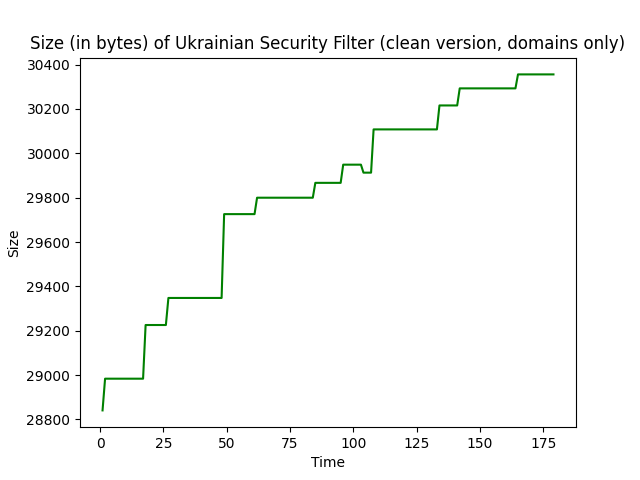 Size (in bytes) of Ukrainian Security Filter (clean version, domains only)
30400
30200
30000
29800
29600
29400
29200
29000
28800
Size
0 25 50 75 100 125 150 175
Time